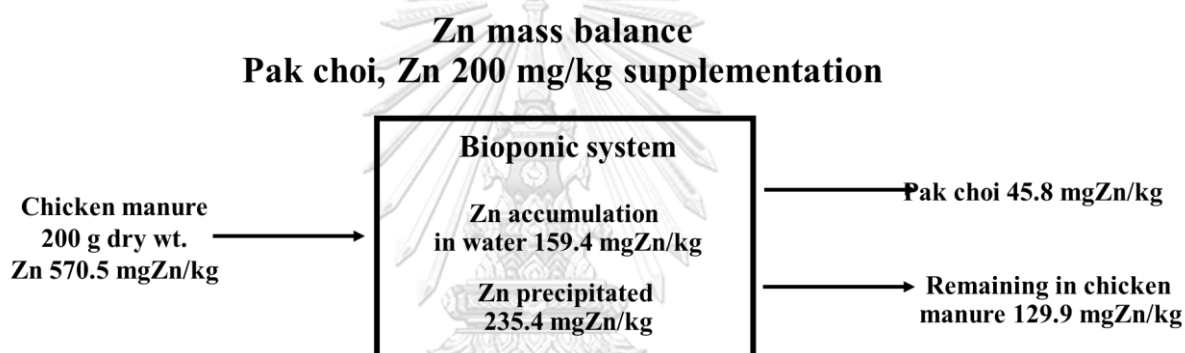 Zn mass balance
Pak choi, Zn 200 mg/kg supplementation
Bioponic system
Chicken manure
200 g dry wt.
Zn 570.5 mgZn/kg
Zn accumulation
in water 159.4 mgZn/kg
Zn precipitated
235.4 mgZn/kg
Pak choi 45.8 mgZn/kg
Remaining in chicken
manure 129.9 mgZn/kg